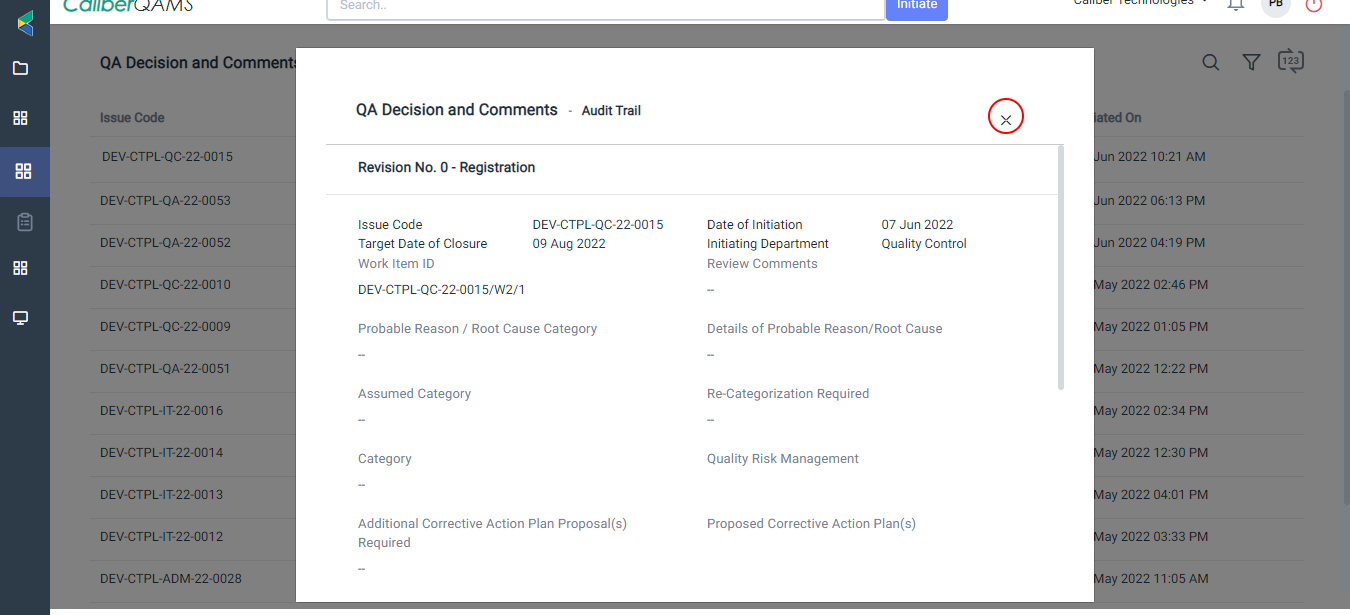 CaliberQAMS
Search..
Initiate
Caliber Technologies
PB
QA Decision and Comments
123
Issue Code
iated On
DEV-CTPL-QC-22-0015
Jun 2022 10:21 AM
DEV-CTPL-QA-22-0053
Jun 2022 06:13 PM
DEV-CTPL-QA-22-0052
Jun 2022 04:19 PM
DEV-CTPL-QC-22-0010
May 2022 02:46 PM
DEV-CTPL-QC-22-0009
May 2022 01:05 PM
DEV-CTPL-QA-22-0051
May 2022 12:22 PM
DEV-CTPL-IT-22-0016
May 2022 02:34 PM
DEV-CTPL-IT-22-0014
May 2022 12:30 PM
DEV-CTPL-IT-22-0013
May 2022 04:01 PM
DEV-CTPL-IT-22-0012
May 2022 03:33 PM
DEV-CTPL-ADM-22-0028
May 2022 11:05 AM
QA Decision and Comments - Audit Trail
Revision No. 0 - Registration
Issue Code DEV-CTPL-QC-22-0015 Date of Initiation 07 Jun 2022
Target Date of Closure 09 Aug 2022 Initiating Department Quality Control
Work Item ID Review Comments
DEV-CTPL-QC-22-0015/W2/1 --
Probable Reason / Root Cause Category Details of Probable Reason/Root Cause
-- --
Assumed Category Re-Categorization Required
-- --
Category Quality Risk Management
--
Additional Corrective Action Plan Proposal(s) Proposed Corrective Action Plan(s)
Required
--